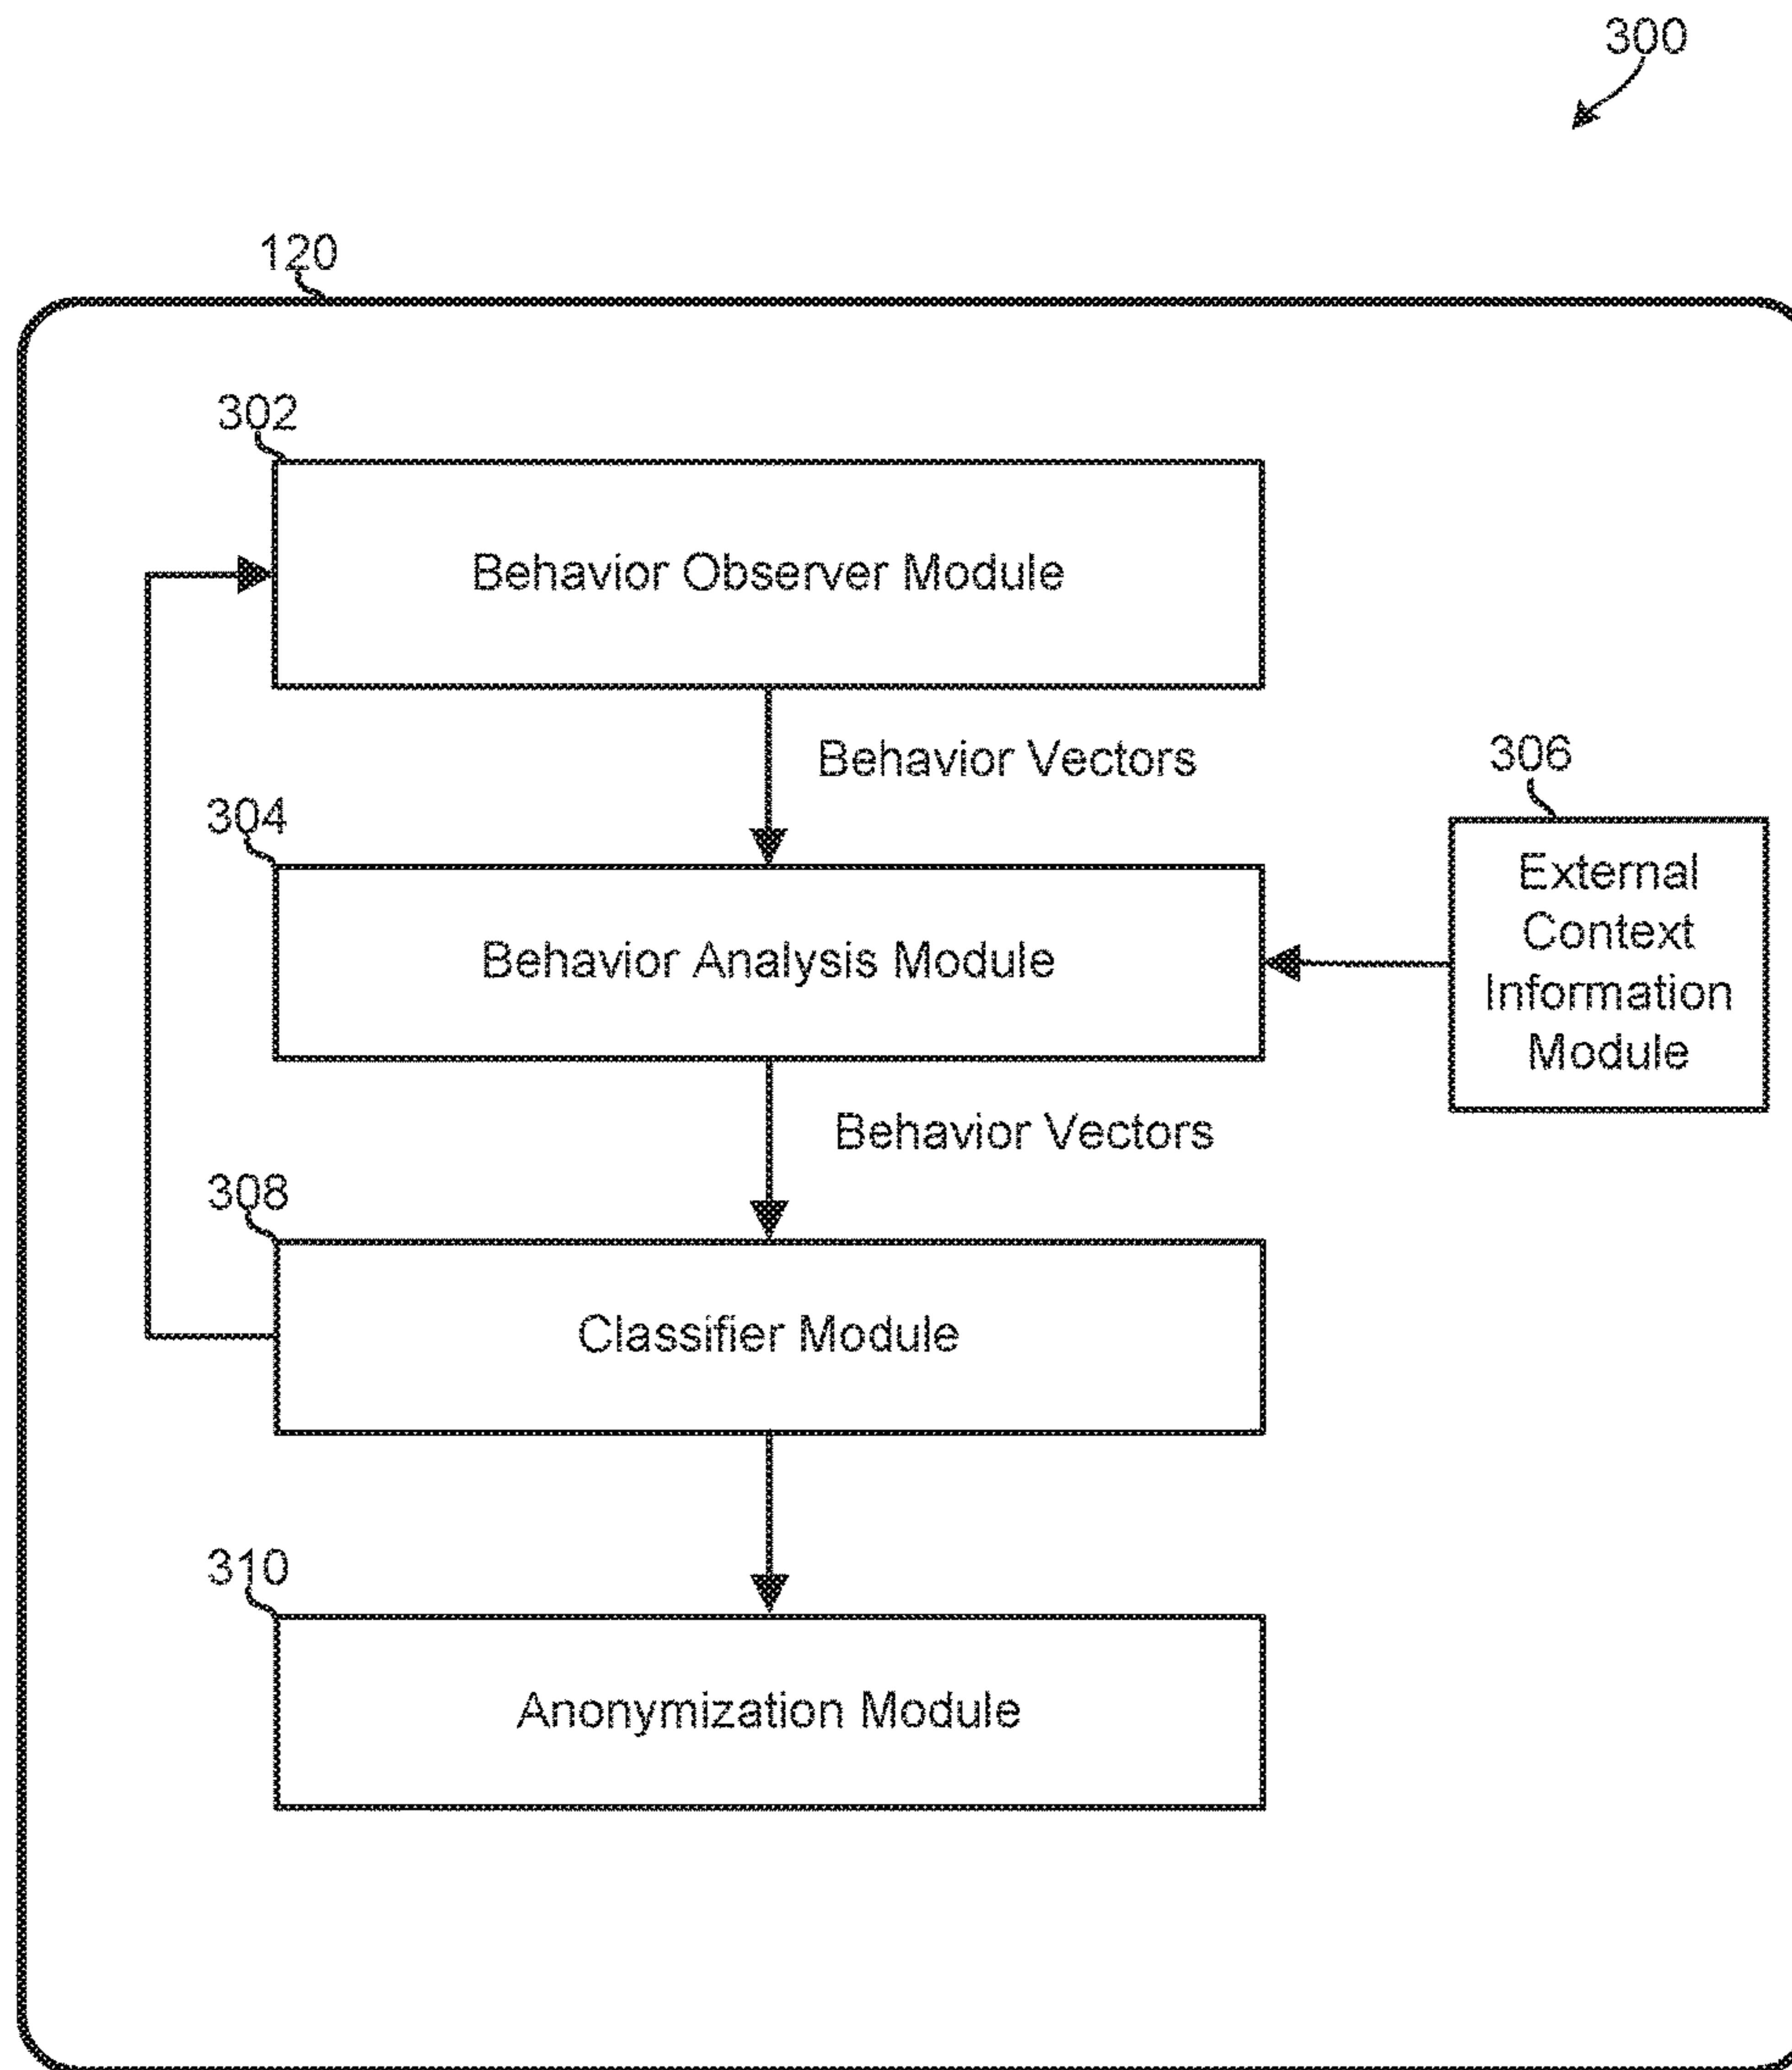 300
120
302
Behavior Observer Module
Behavior Vectors
304
306
Behavior Analysis Module
External
Context
Information
Module
Behavior Vectors
308
Classifier Module
310
Anonymization Module